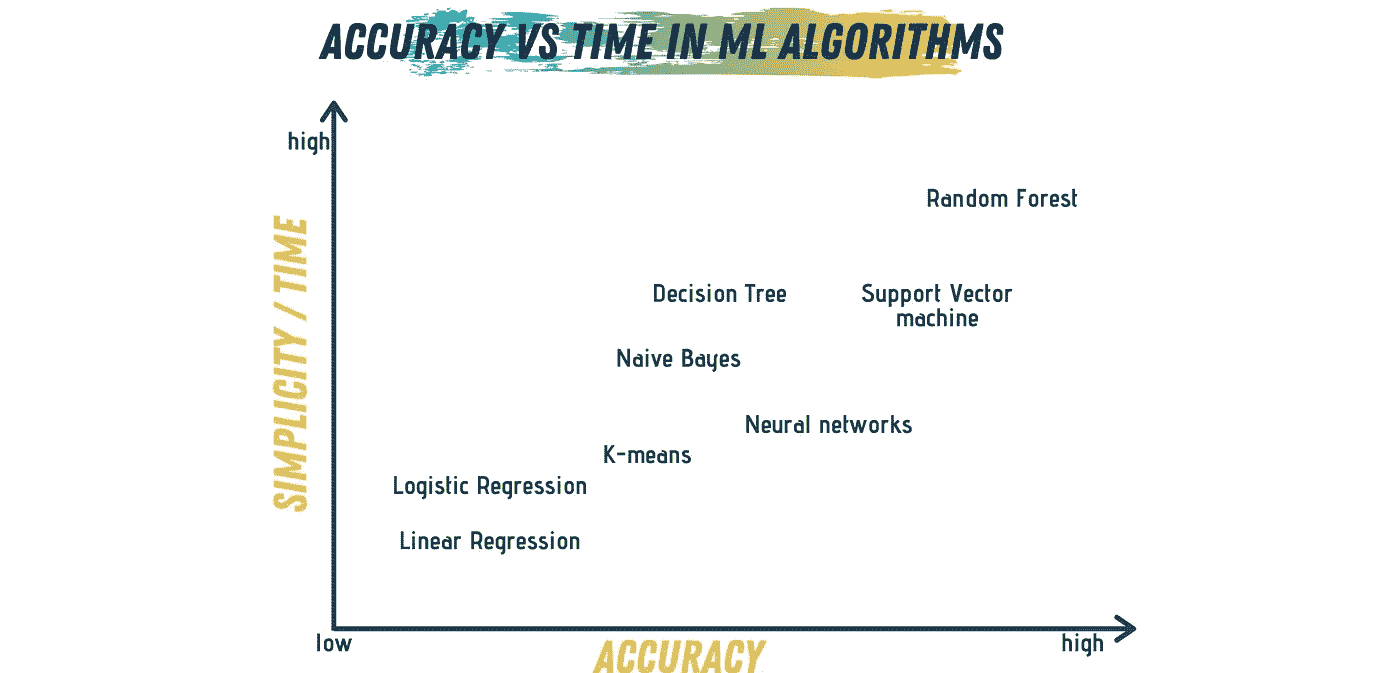 ACCURACY VS TIME IN ML ALGORITHMS
high
Random Forest
SIMPLICITY / TIME
Decision Tree
Support Vector
machine
Naive Bayes
Neural networks
K-means
Logistic Regression
Linear Regression
low
high
ACCURACY